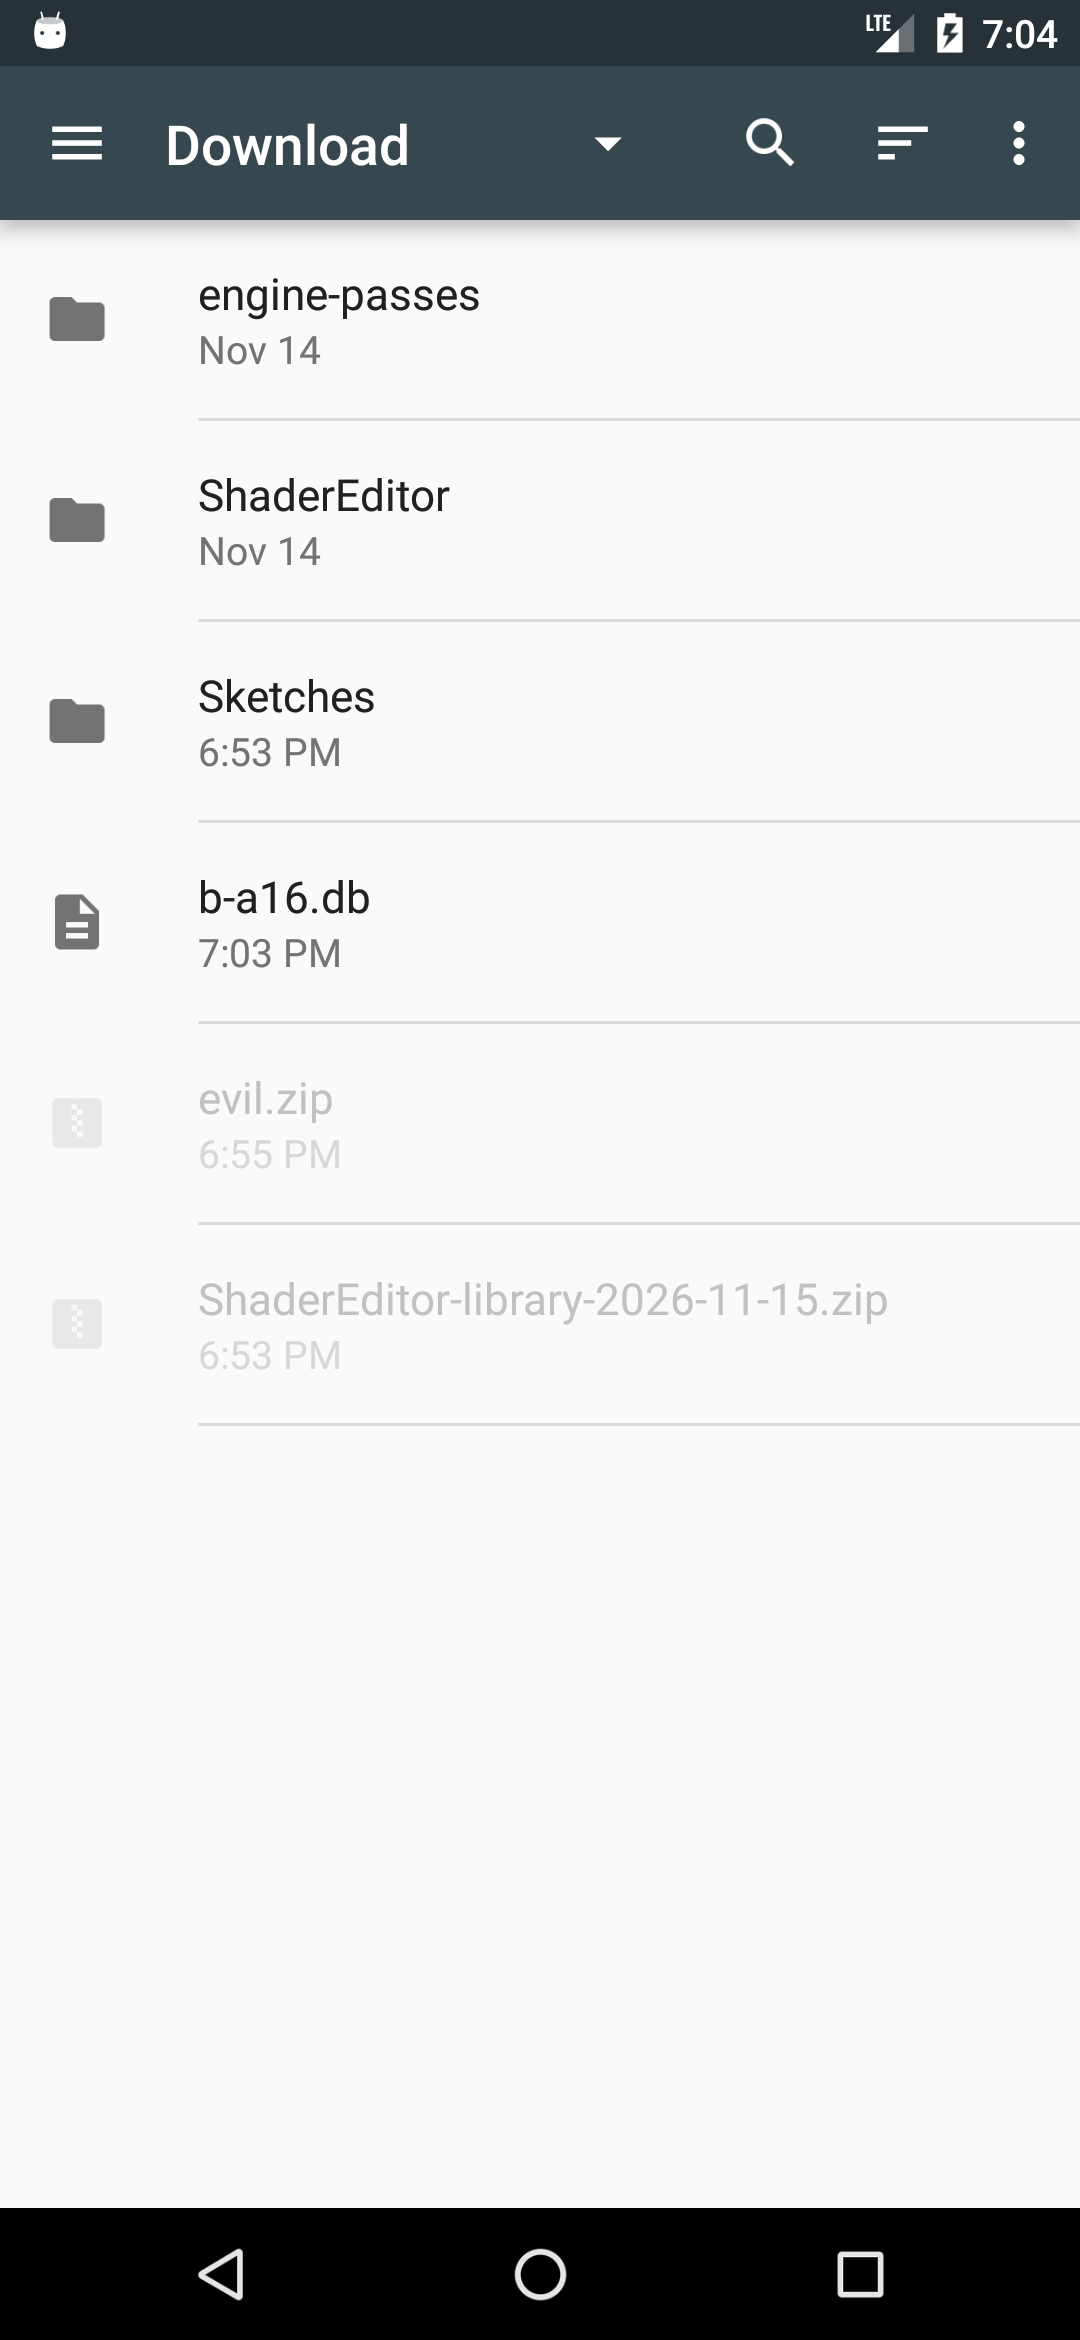 LTE 7:04
Download
engine-passes
Nov 14
ShaderEditor
Nov 14
Sketches
6:53 PM
b-a16.db
7:03 PM
evil.zip
6:55 PM
ShaderEditor-library-2026-11-15.zip
6:53 PM